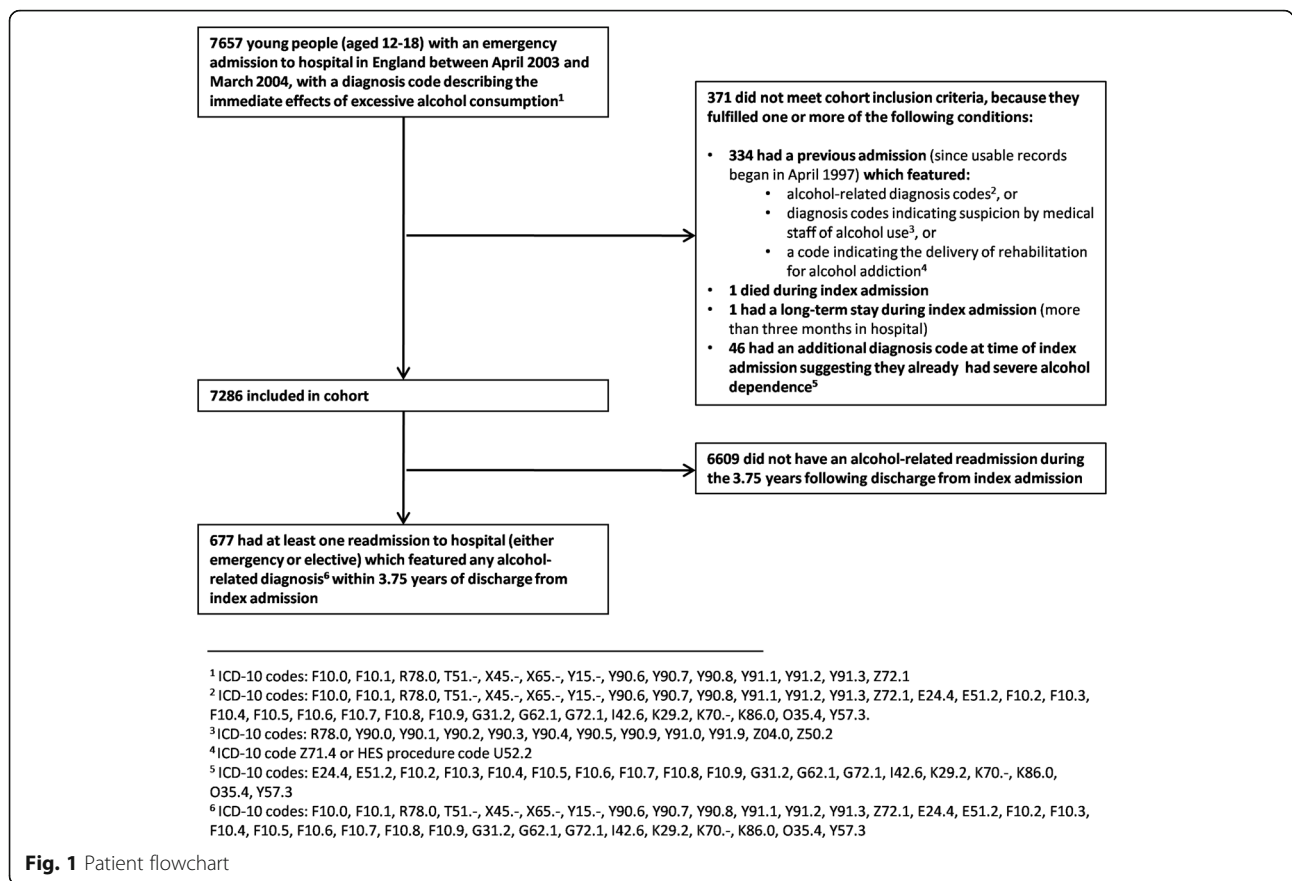 7657 young people (aged 12-18) with an emergency
admission to hospital in England between April 2003 and
March 2004, with a diagnosis code describing the
immediate effects of excessive alcohol consumption¹
371 did not meet cohort inclusion criteria, because they
fulfilled one or more of the following conditions:
• 334 had a previous admission (since usable records
began in April 1997) which featured:
• alcohol-related diagnosis codes², or
• diagnosis codes indicating suspicion by medical
staff of alcohol use³, or
• a code indicating the delivery of rehabilitation
for alcohol addiction⁴
• 1 died during index admission
• 1 had a long-term stay during index admission (more
than three months in hospital)
• 46 had an additional diagnosis code at time of index
admission suggesting they already had severe alcohol
dependence⁵
7286 included in cohort
6609 did not have an alcohol-related readmission during
the 3.75 years following discharge from index admission
677 had at least one readmission to hospital (either
emergency or elective) which featured any alcohol-
related diagnosis⁶ within 3.75 years of discharge from
index admission
¹ ICD-10 codes: F10.0, F10.1, R78.0, T51.-, X45.-, X65.-, Y15.-, Y90.6, Y90.7, Y90.8, Y91.1, Y91.2, Y91.3, Z72.1
² ICD-10 codes: F10.0, F10.1, R78.0, T51.-, X45.-, X65.-, Y15.-, Y90.6, Y90.7, Y90.8, Y91.1, Y91.2, Y91.3, Z72.1, E24.4, E51.2, F10.2, F10.3,
F10.4, F10.5, F10.6, F10.7, F10.8, F10.9, G31.2, G62.1, G72.1, I42.6, K29.2, K70.-, K86.0, O35.4, Y57.3.
³ ICD-10 codes: R78.0, Y90.0, Y90.1, Y90.2, Y90.3, Y90.4, Y90.5, Y90.9, Y91.0, Y91.9, Z04.0, Z50.2
⁴ ICD-10 code Z71.4 or HES procedure code U52.2
⁵ ICD-10 codes: E24.4, E51.2, F10.2, F10.3, F10.4, F10.5, F10.6, F10.7, F10.8, F10.9, G31.2, G62.1, G72.1, I42.6, K29.2, K70.-, K86.0,
O35.4, Y57.3
⁶ ICD-10 codes: F10.0, F10.1, R78.0, T51.-, X45.-, X65.-, Y15.-, Y90.6, Y90.7, Y90.8, Y91.1, Y91.2, Y91.3, Z72.1, E24.4, E51.2, F10.2, F10.3,
F10.4, F10.5, F10.6, F10.7, F10.8, F10.9, G31.2, G62.1, G72.1, I42.6, K29.2, K70.-, K86.0, O35.4, Y57.3
Fig. 1 Patient flowchart